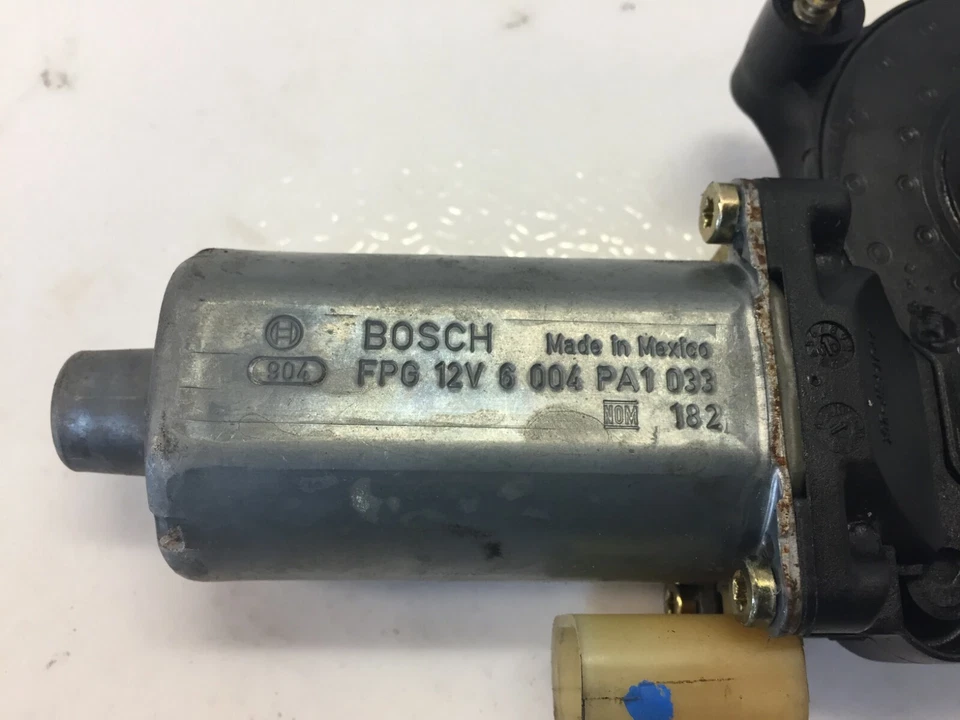 BOSCH Made in Mexico
904 FPG 12V 6 004 PA1 033
NOM 182